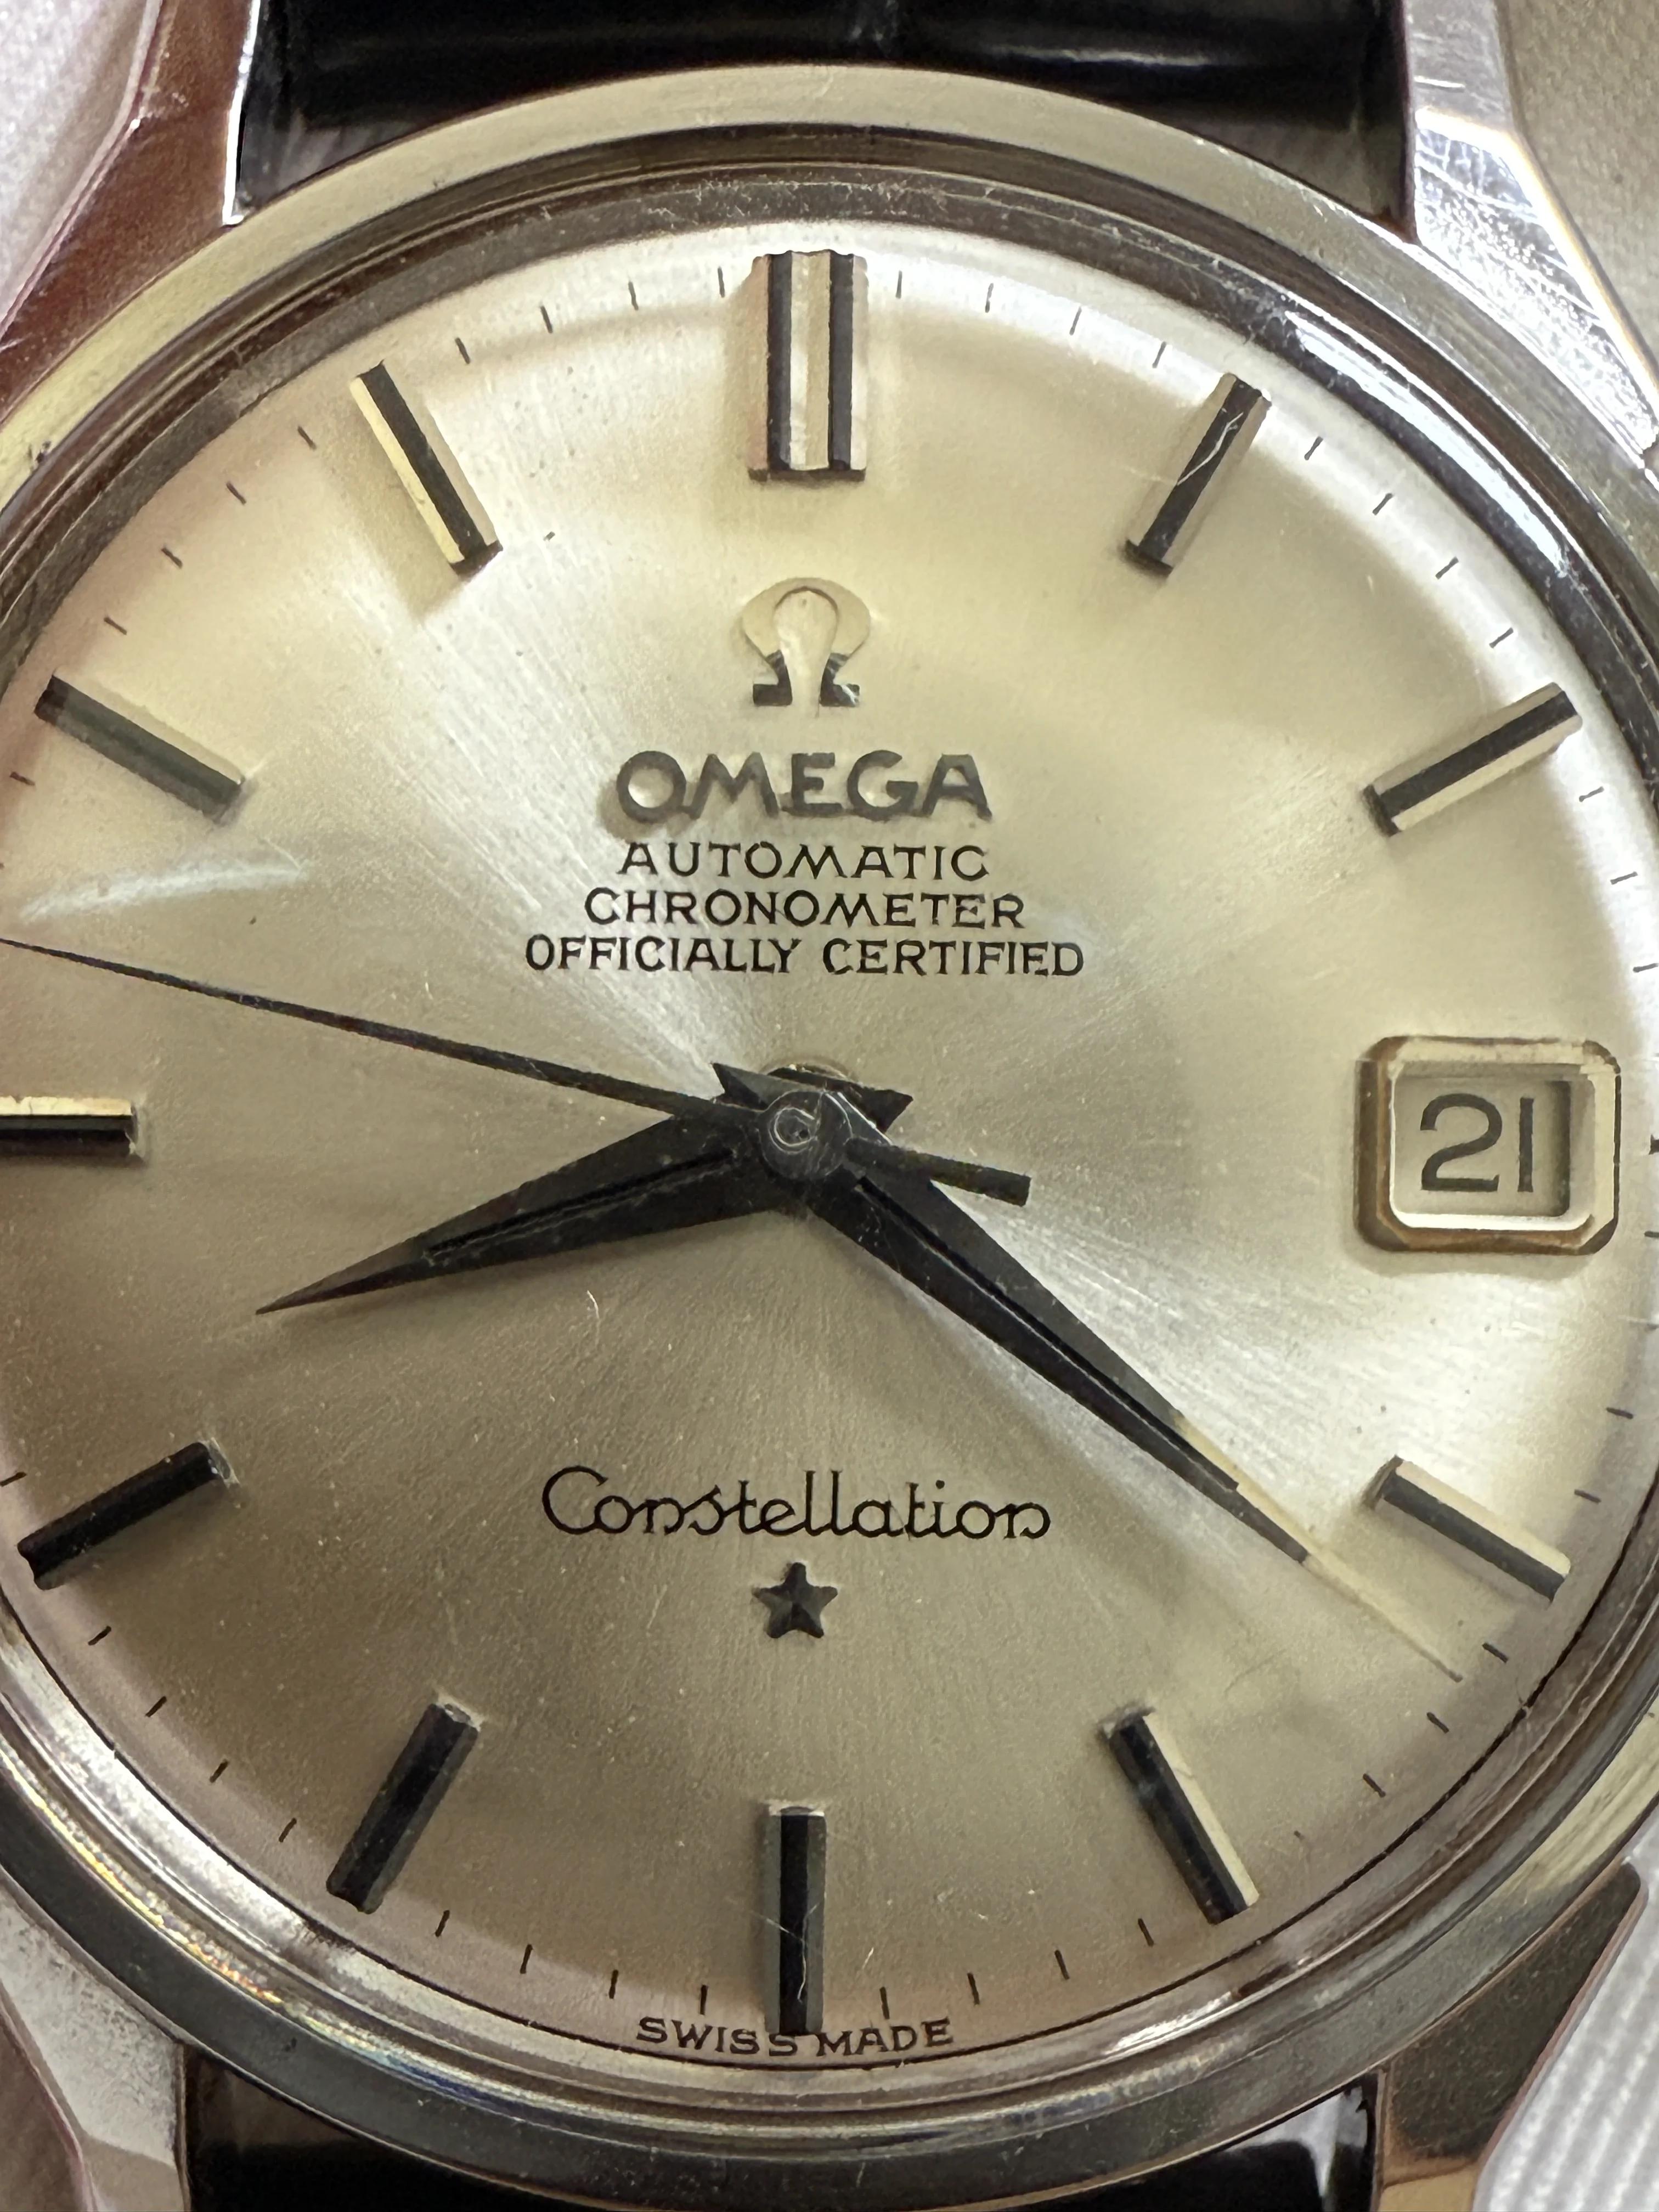 Ω
OMEGA
AUTOMATIC
CHRONOMETER
OFFICIALLY CERTIFIED
21
Constellation
SWISS MADE